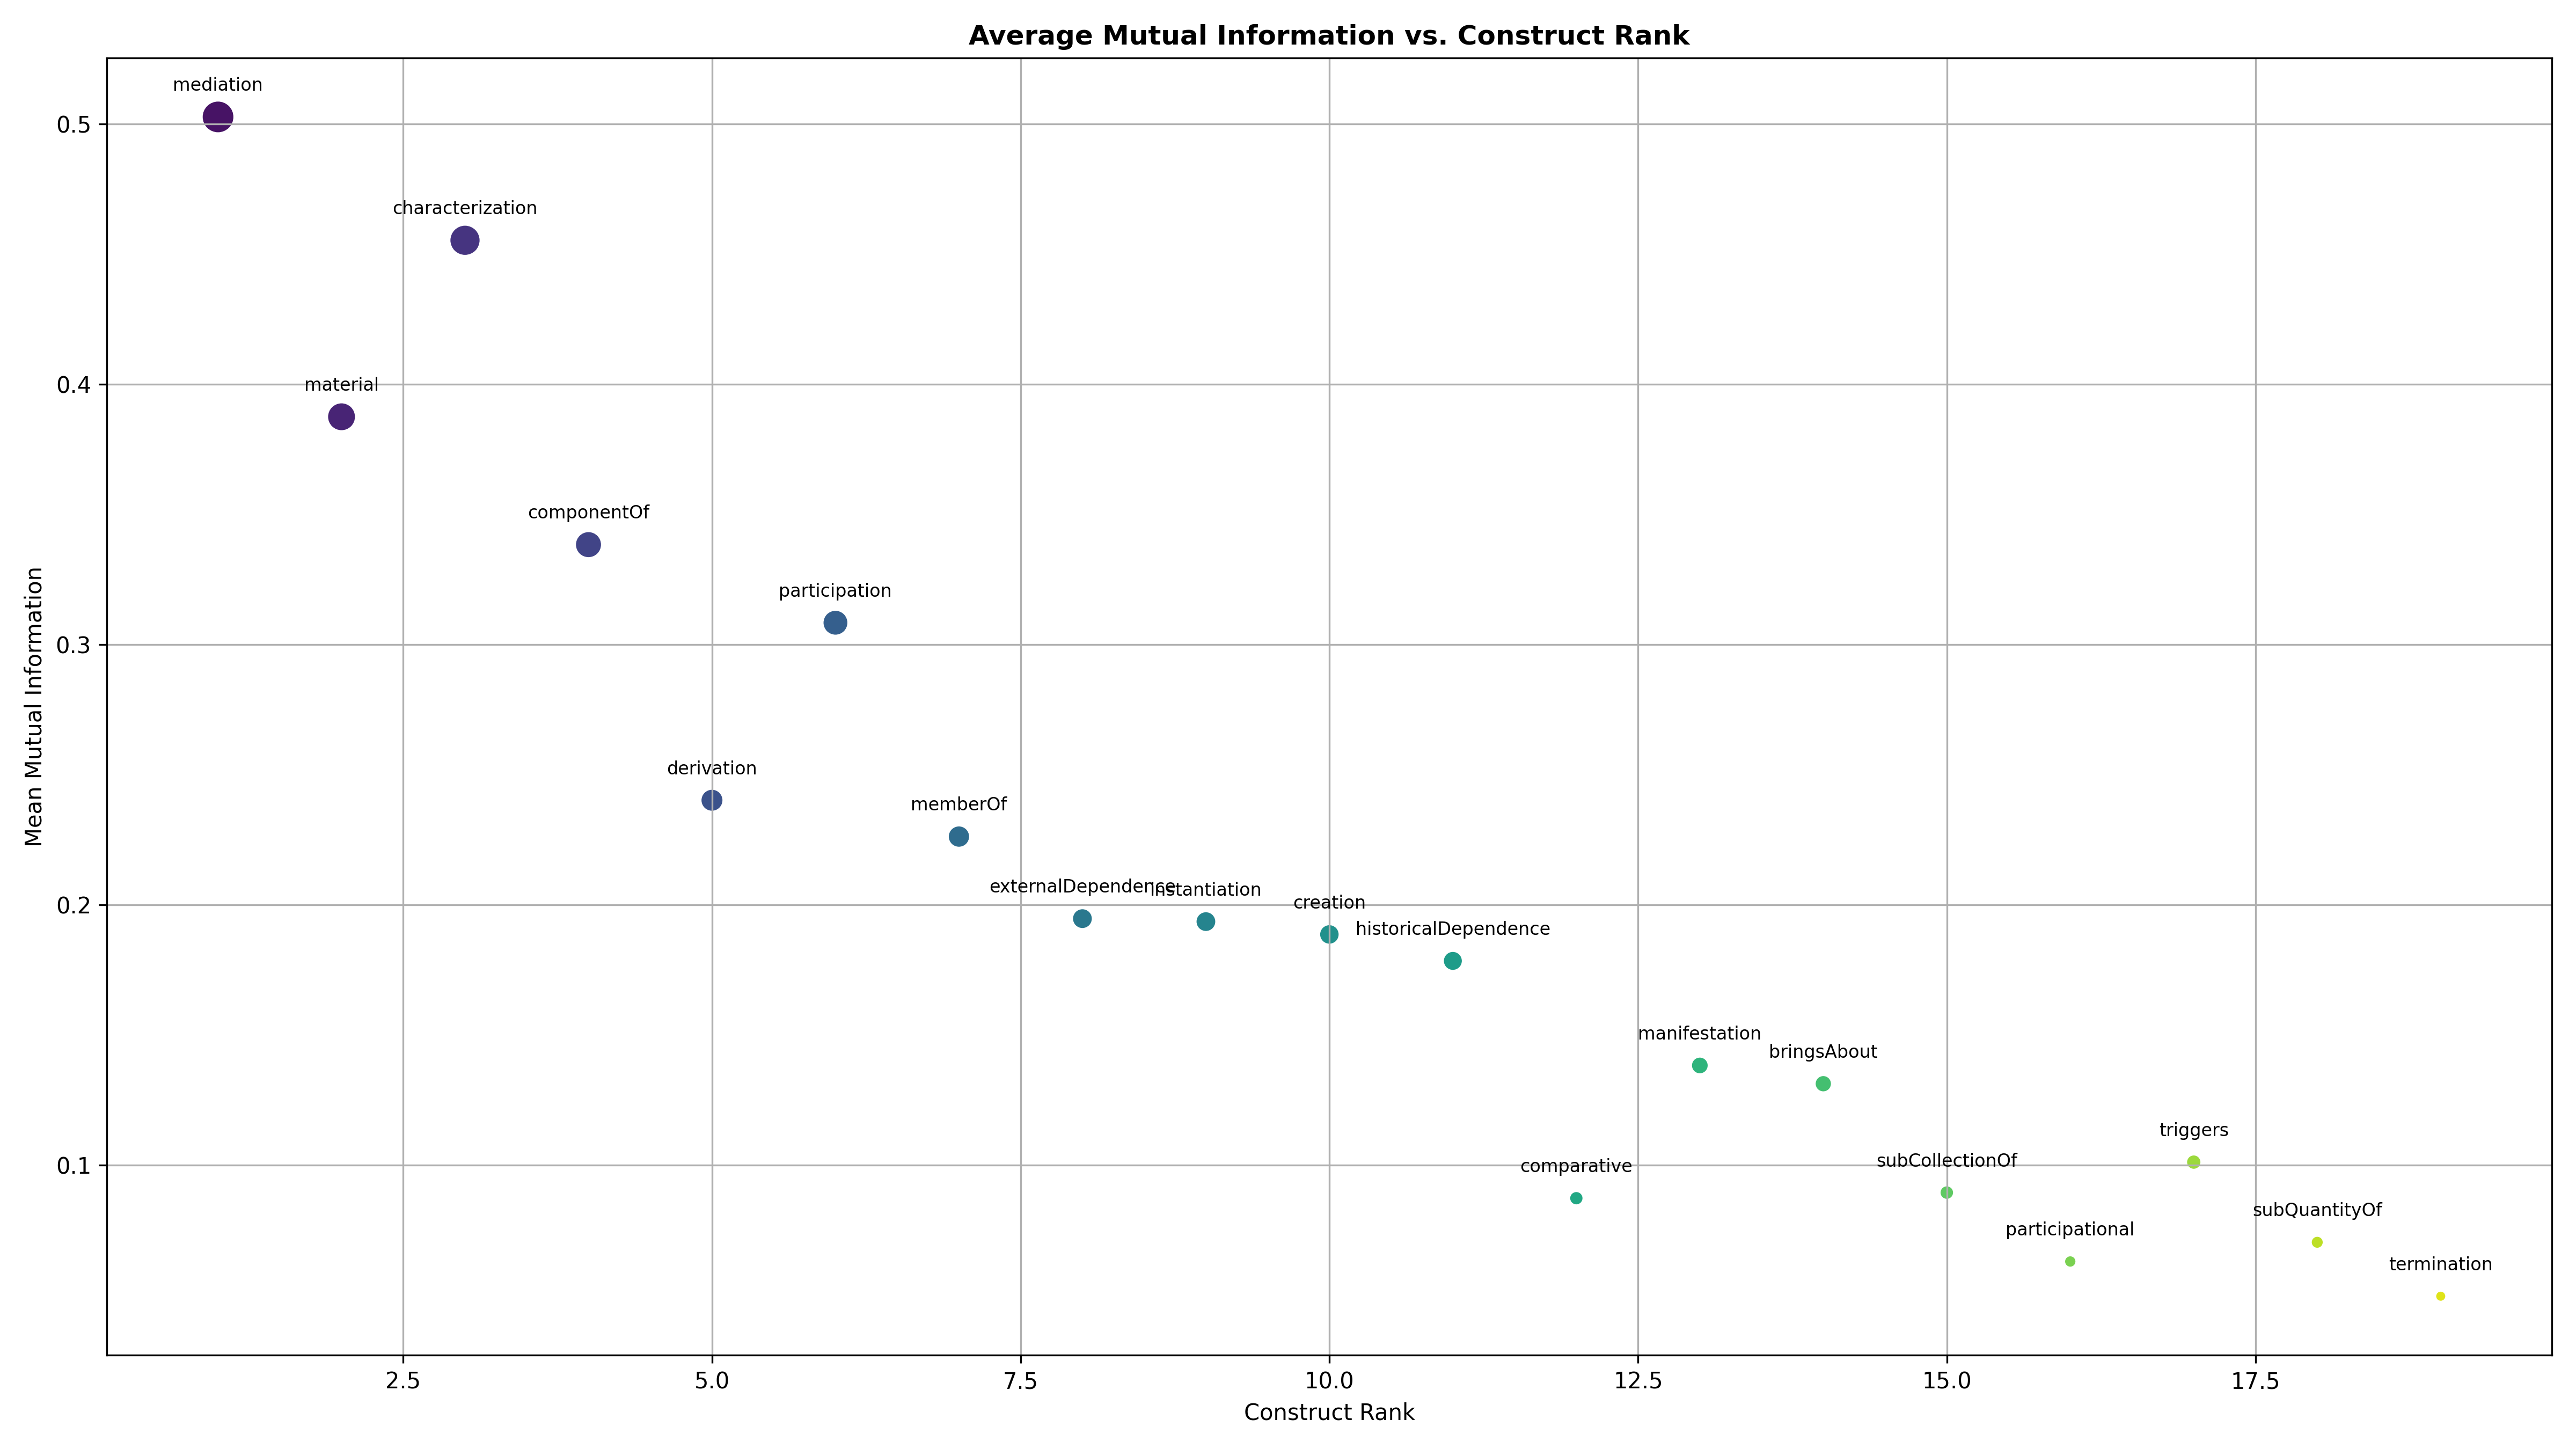 Average Mutual Information vs. Construct Rank
mediation
0.5
characterization
material
0.4
componentOf
participation
0.3
derivation
memberOf
externalDependence
instantiation
creation
0.2
historicalDependence
manifestation
bringsAbout
triggers
subCollectionOf
comparative
0.1
subQuantityOf
participational
termination
Mean Mutual Information
2.5 5.0 7.5 10.0 12.5 15.0 17.5
Construct Rank